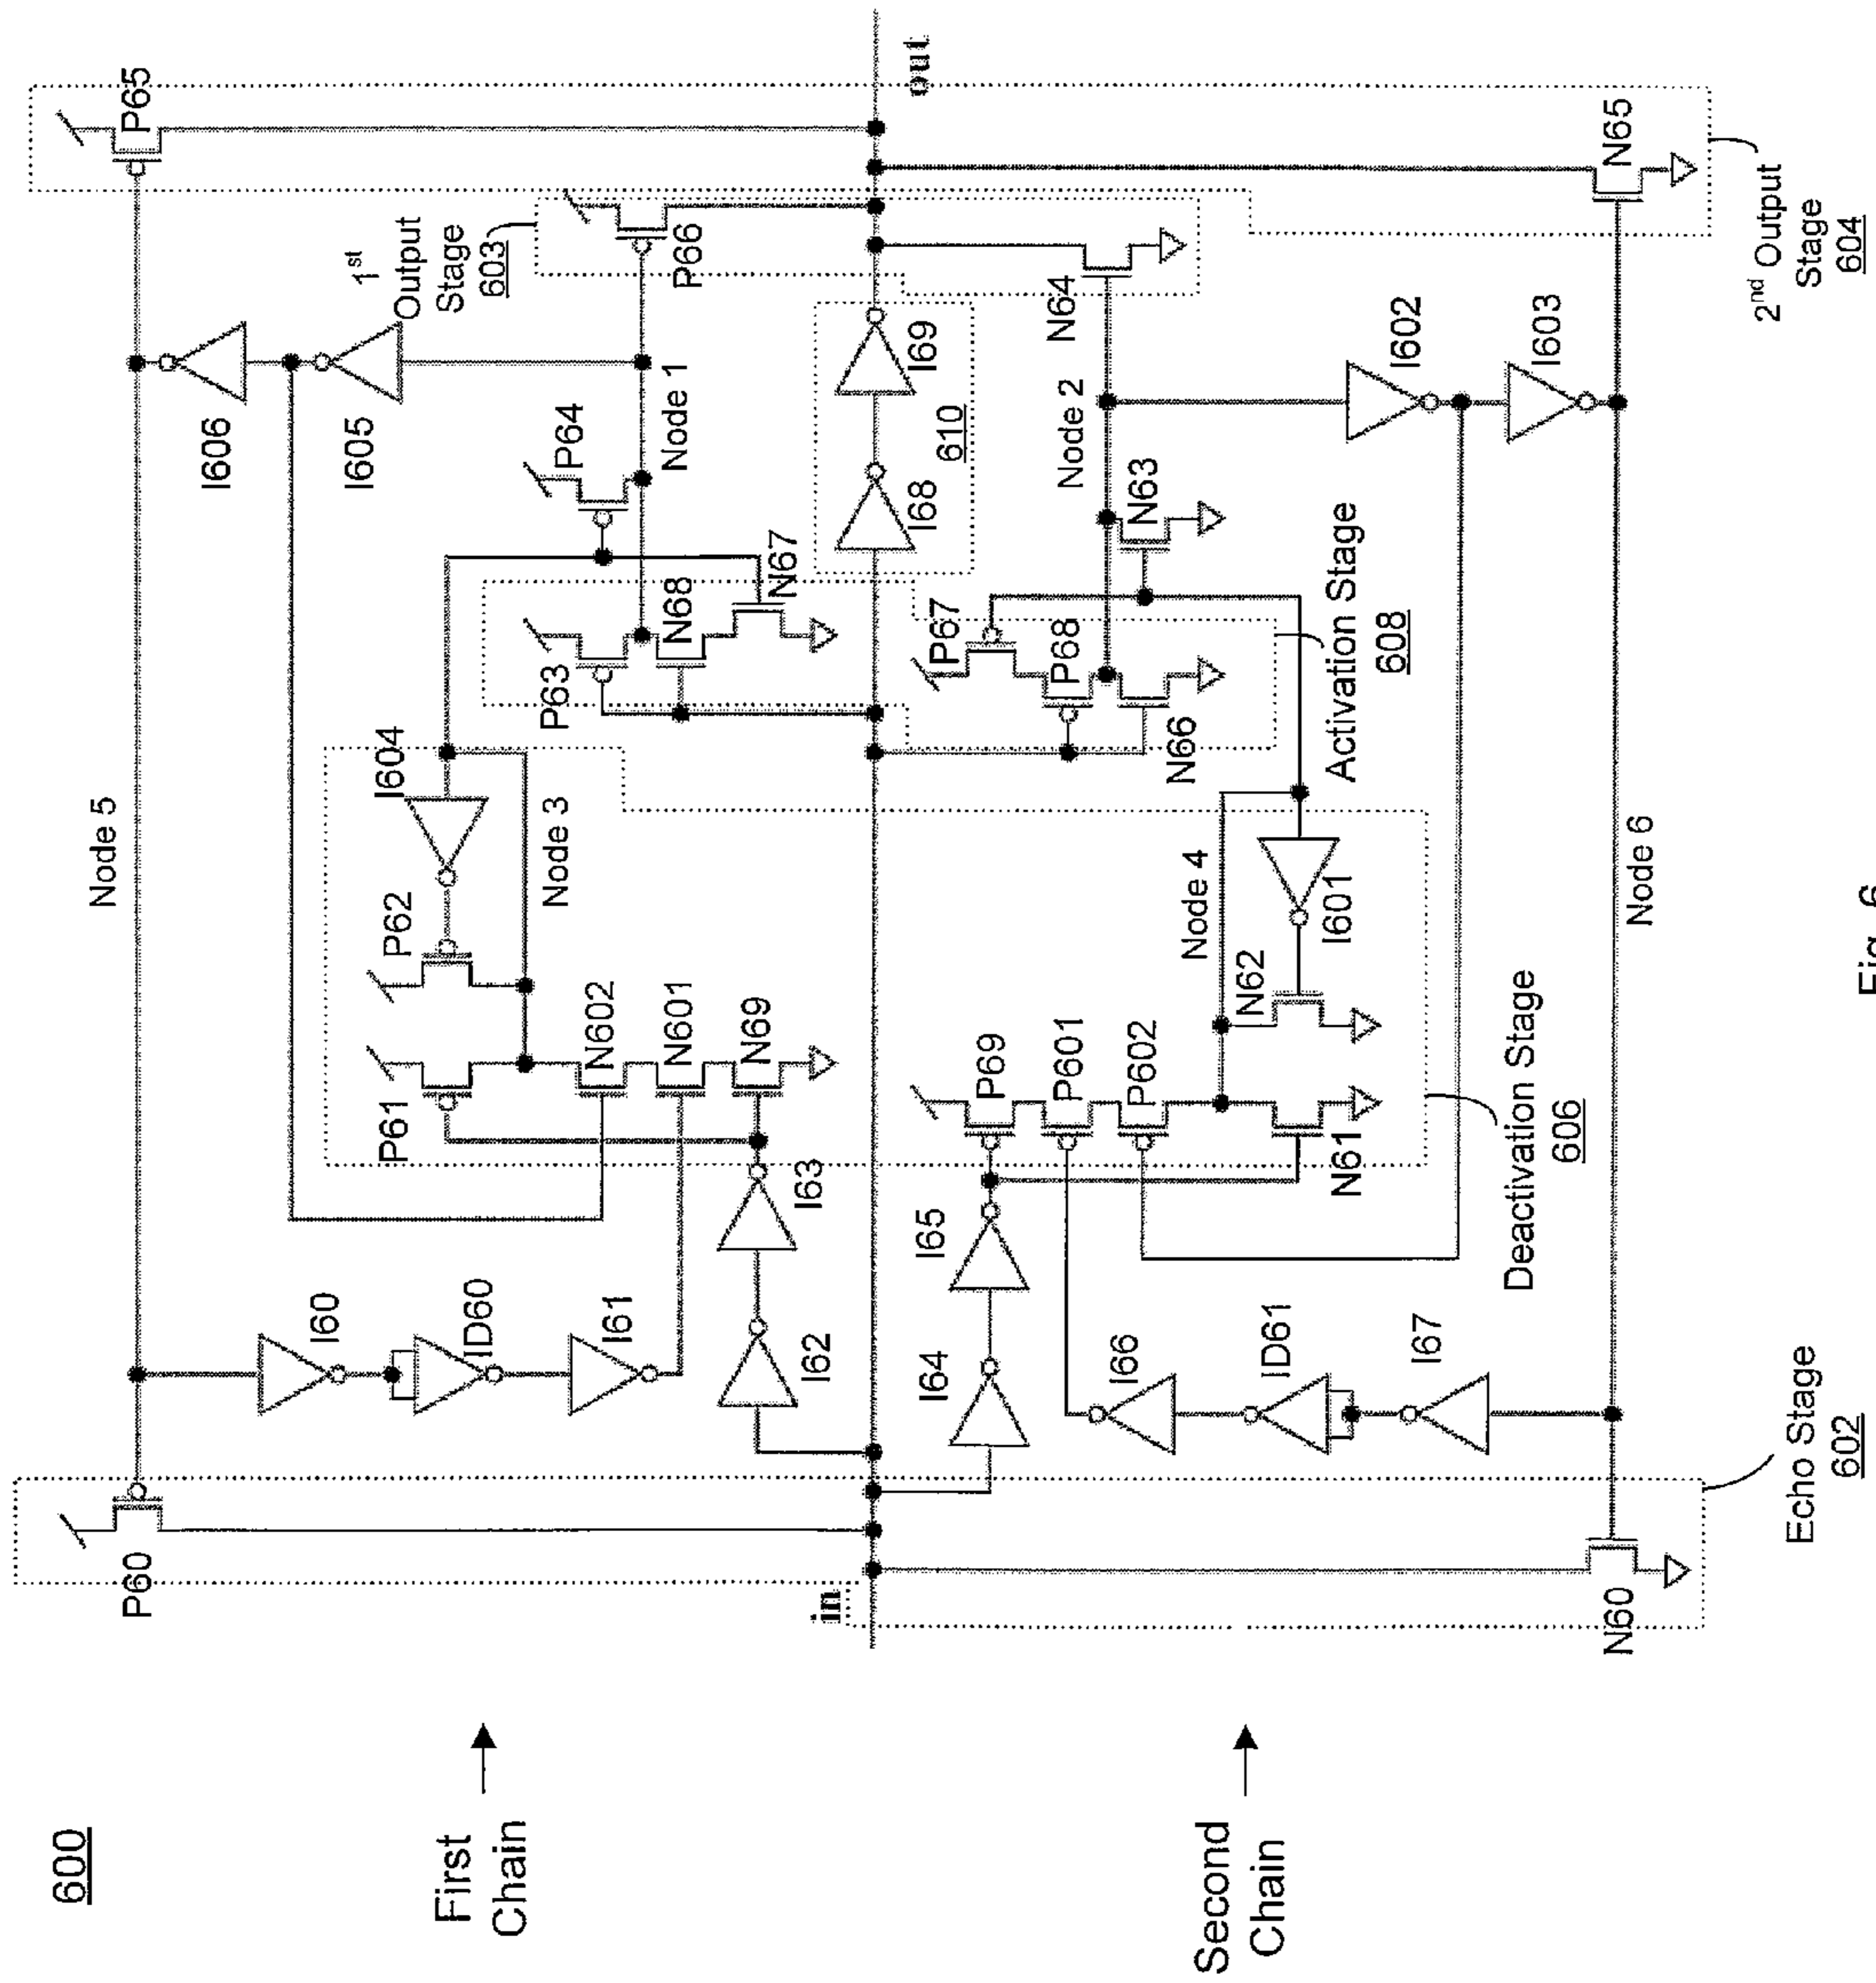 600
First
Chain
Second
Chain
P60
Node 5
P65
I60
ID60
I61
I62
I63
P61
P62
I604
Node 3
N602
N601
N69
I606
I605
1st
Output
Stage
603
P64
P63
N68
N67
Node 1
P66
in
out
I68
I69
610
I64
I65
I66
ID61
I67
P69
P601
P602
N61
N62
I601
Node 4
P67
P68
N66
N63
Node 2
N64
I602
I603
N60
Node 6
N65
Echo Stage
602
Deactivation Stage
606
Activation Stage
608
2nd Output
Stage
604
Fig. 6